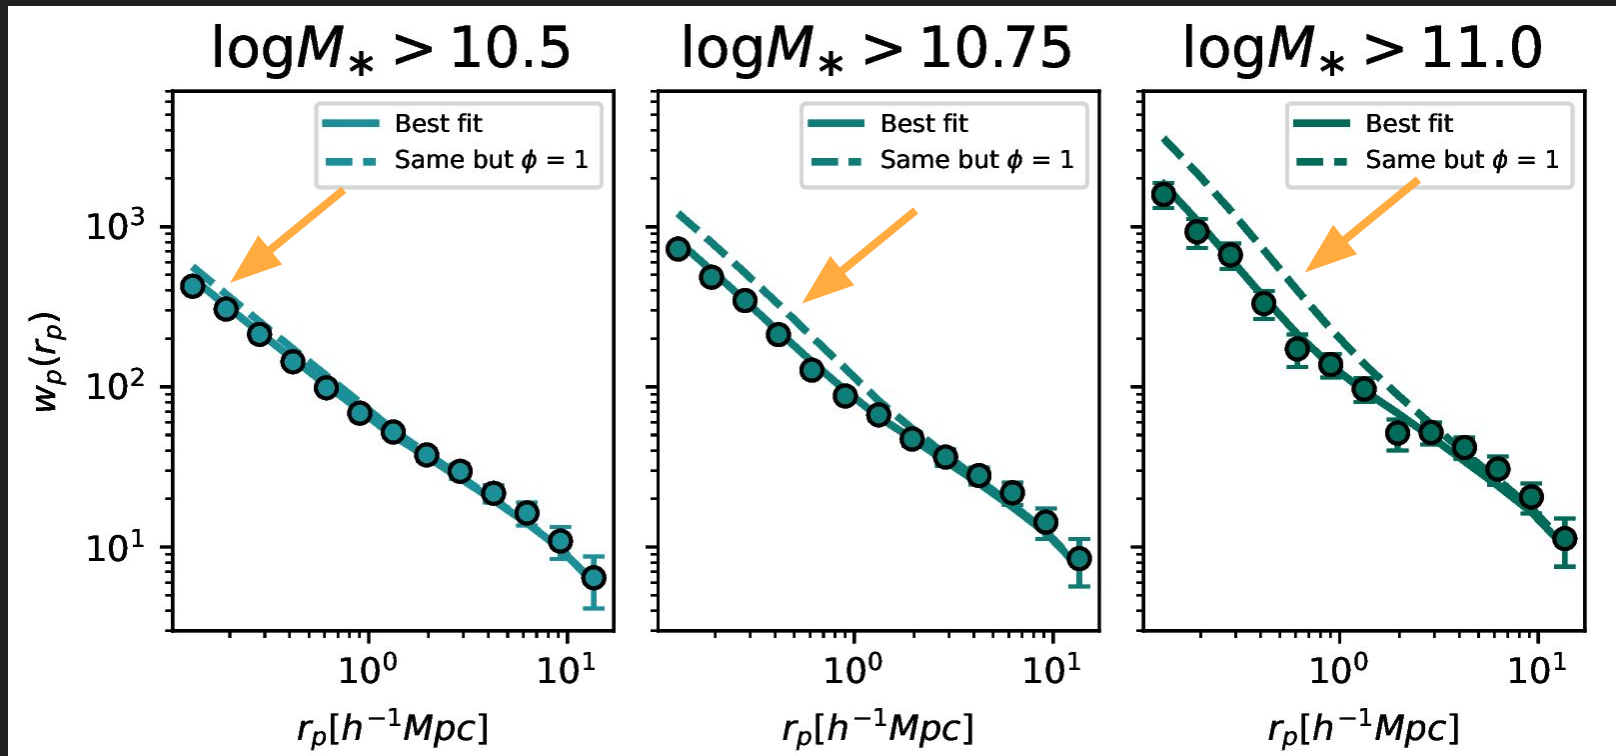 logM∗ > 10.5
logM∗ > 10.75
logM∗ > 11.0
Best fit
Same but ϕ = 1
Best fit
Same but ϕ = 1
Best fit
Same but ϕ = 1
wₚ(rₚ)
10³
10²
10¹
10⁰ 10¹
10⁰ 10¹
10⁰ 10¹
rₚ[h⁻¹Mpc]
rₚ[h⁻¹Mpc]
rₚ[h⁻¹Mpc]